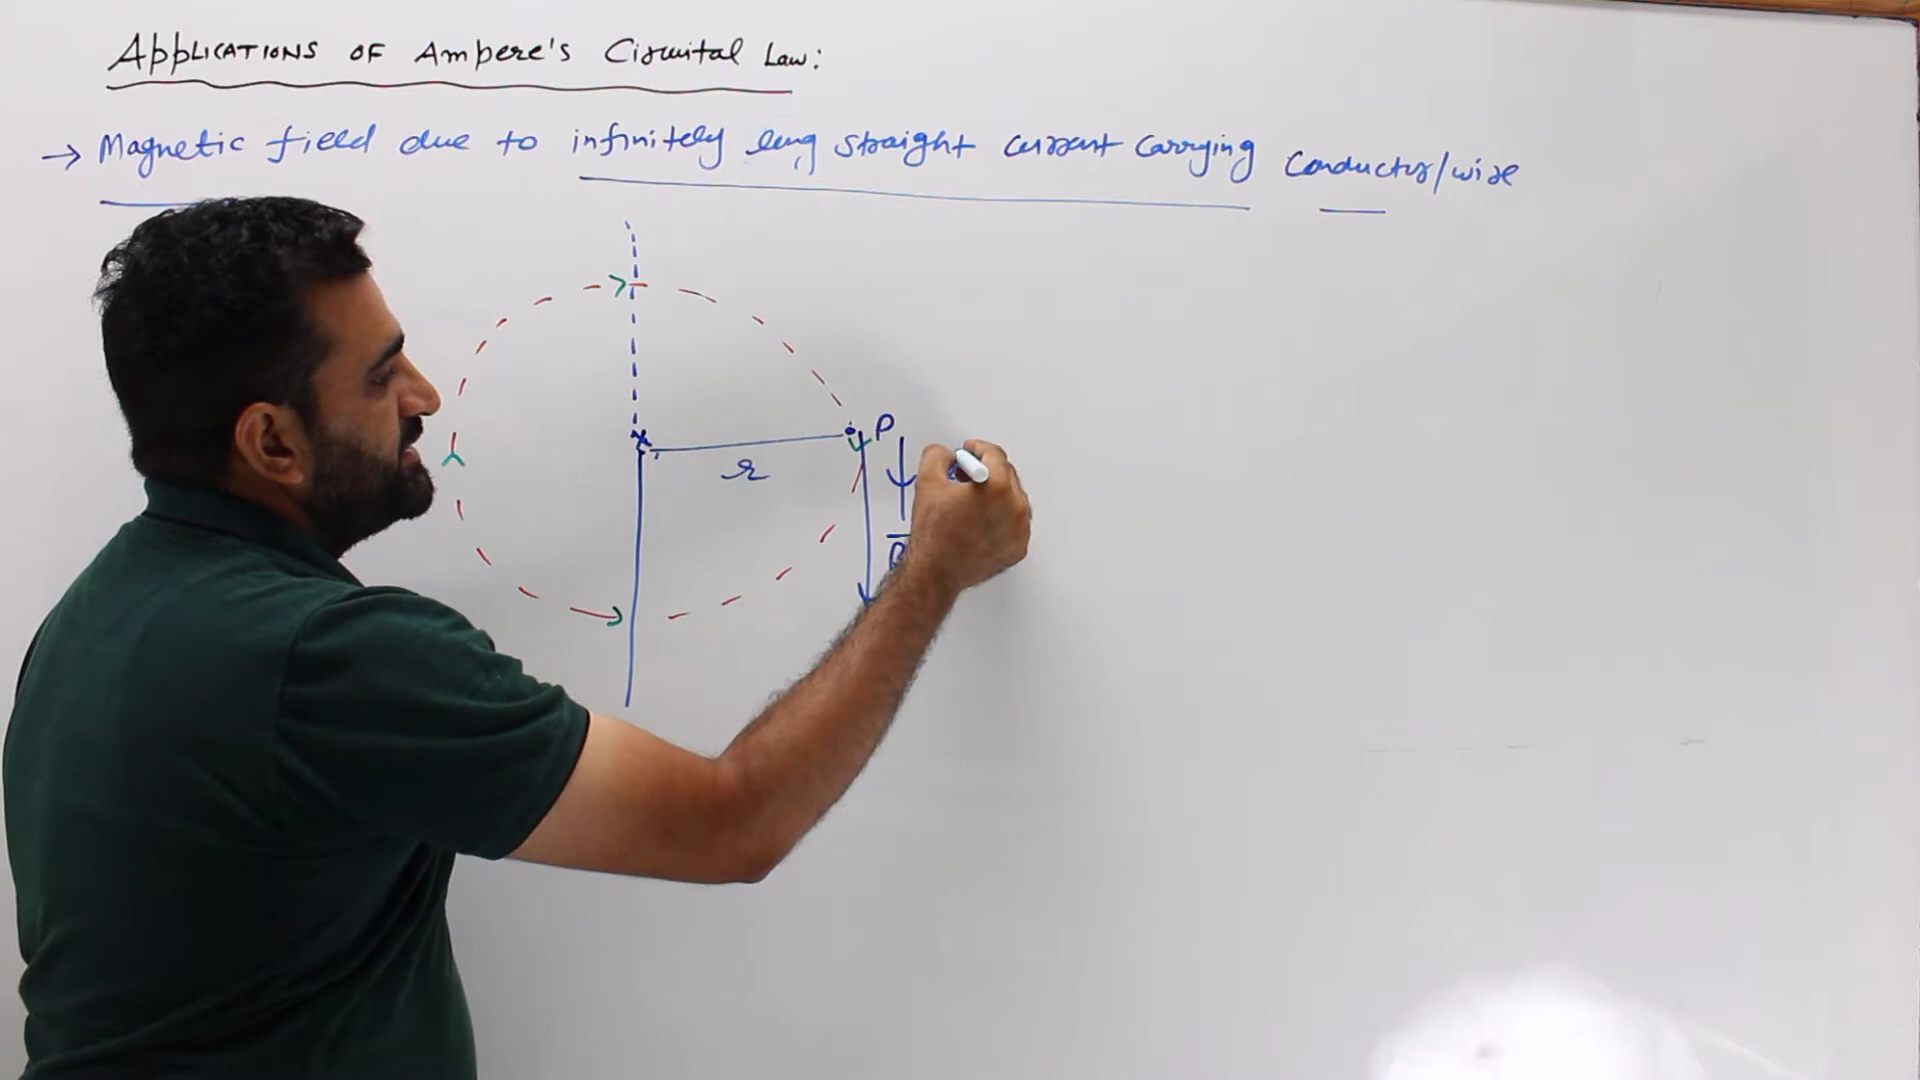 Applications of Ampere's Circuital Law:
→ Magnetic field due to infinitely long straight current carrying conductor/wire
P
r
B